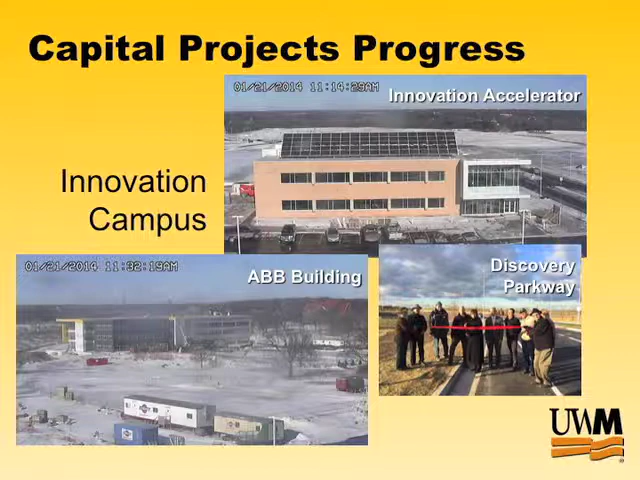 Capital Projects Progress
01/21/2014 11:14:29AM
Innovation Accelerator
Innovation
Campus
01/21/2014 11:32:19AM
ABB Building
Discovery
Parkway
UWM